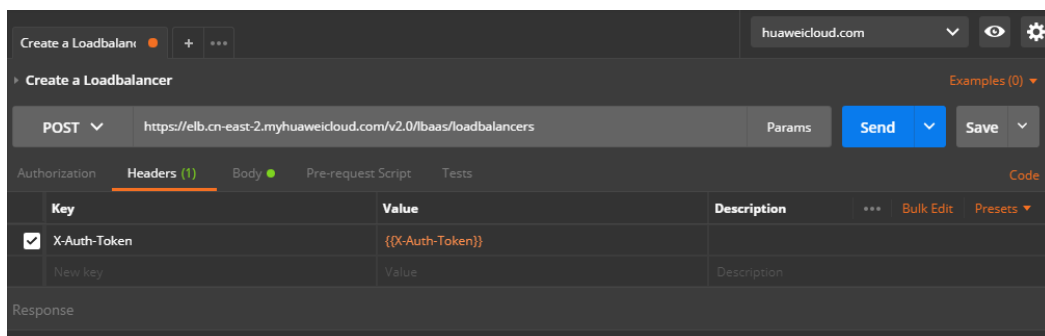 huaweicloud.com
Create a Loadbalanc + •••
Create a Loadbalancer Examples (0)
POST https://elb.cn-east-2.myhuaweicloud.com/v2.0/lbaas/loadbalancers Params Send Save
Authorization Headers (1) Body Pre-request Script Tests Code
Key Value Description ••• Bulk Edit Presets
X-Auth-Token {{X-Auth-Token}}
New key Value Description
Response